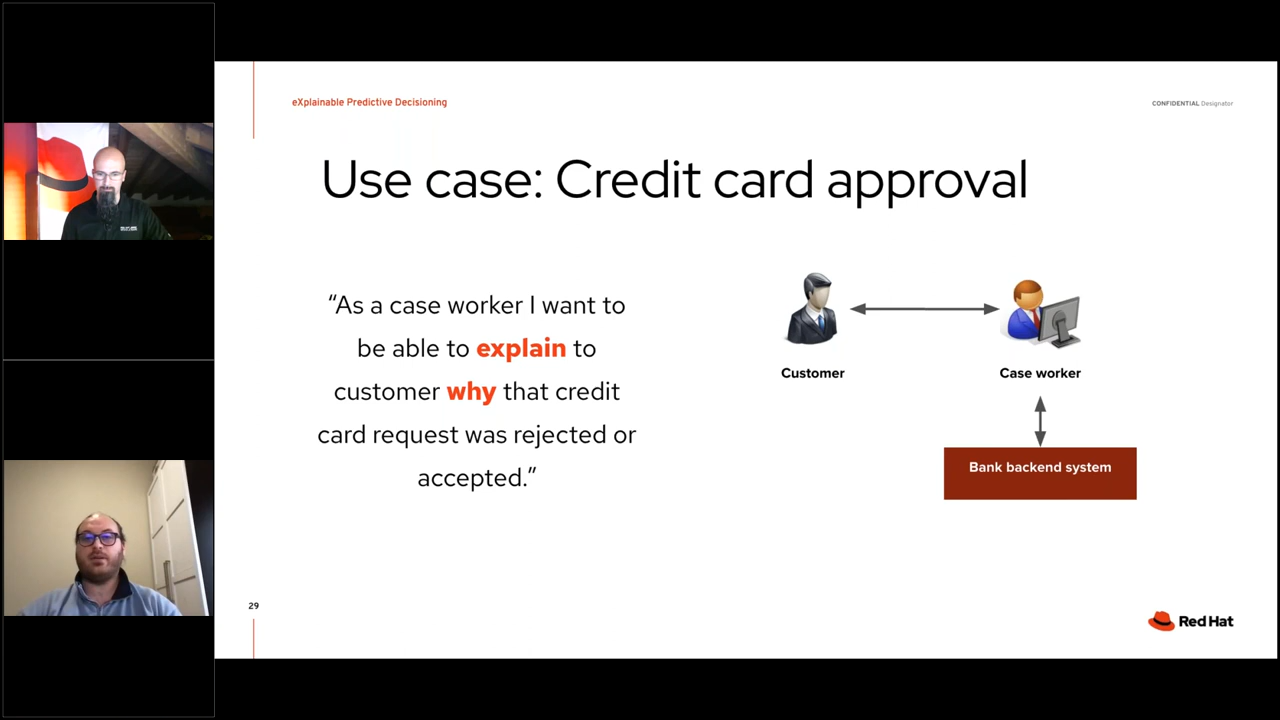 eXplainable Predictive Decisioning
CONFIDENTIAL Designator
Use case: Credit card approval
“As a case worker I want to
be able to explain to
customer why that credit
card request was rejected or
accepted.”
Customer
Case worker
Bank backend system
29
Red Hat